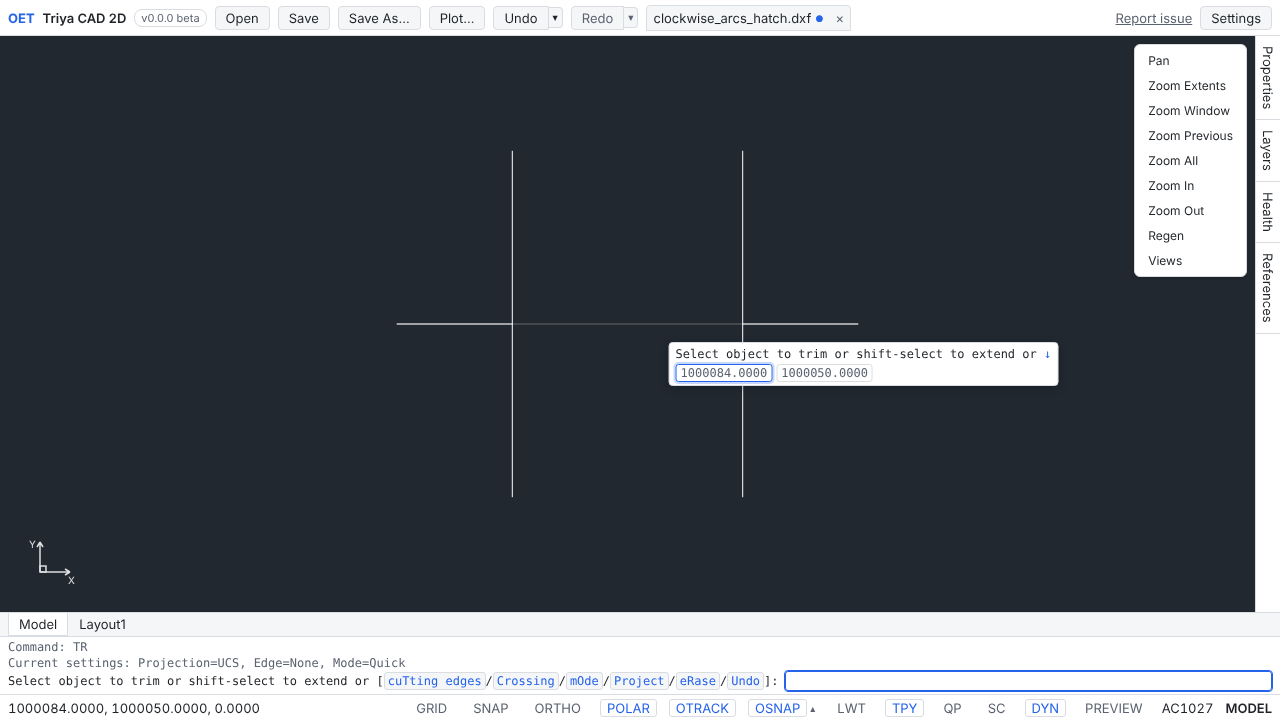 OET Triya CAD 2D v0.0.0 beta Open Save Save As... Plot... Undo ▾ Redo ▾ clockwise_arcs_hatch.dxf ● × Report issue Settings
Pan
Zoom Extents
Zoom Window
Zoom Previous
Zoom All
Zoom In
Zoom Out
Regen
Views
Properties
Layers
Health
References
Select object to trim or shift-select to extend or ↓
1000084.0000 1000050.0000
Y
X
Model Layout1
Command: TR
Current settings: Projection=UCS, Edge=None, Mode=Quick
Select object to trim or shift-select to extend or [cuTting edges/Crossing/mOde/Project/eRase/Undo]:
1000084.0000, 1000050.0000, 0.0000 GRID SNAP ORTHO POLAR OTRACK OSNAP ▴ LWT TPY QP SC DYN PREVIEW AC1027 MODEL